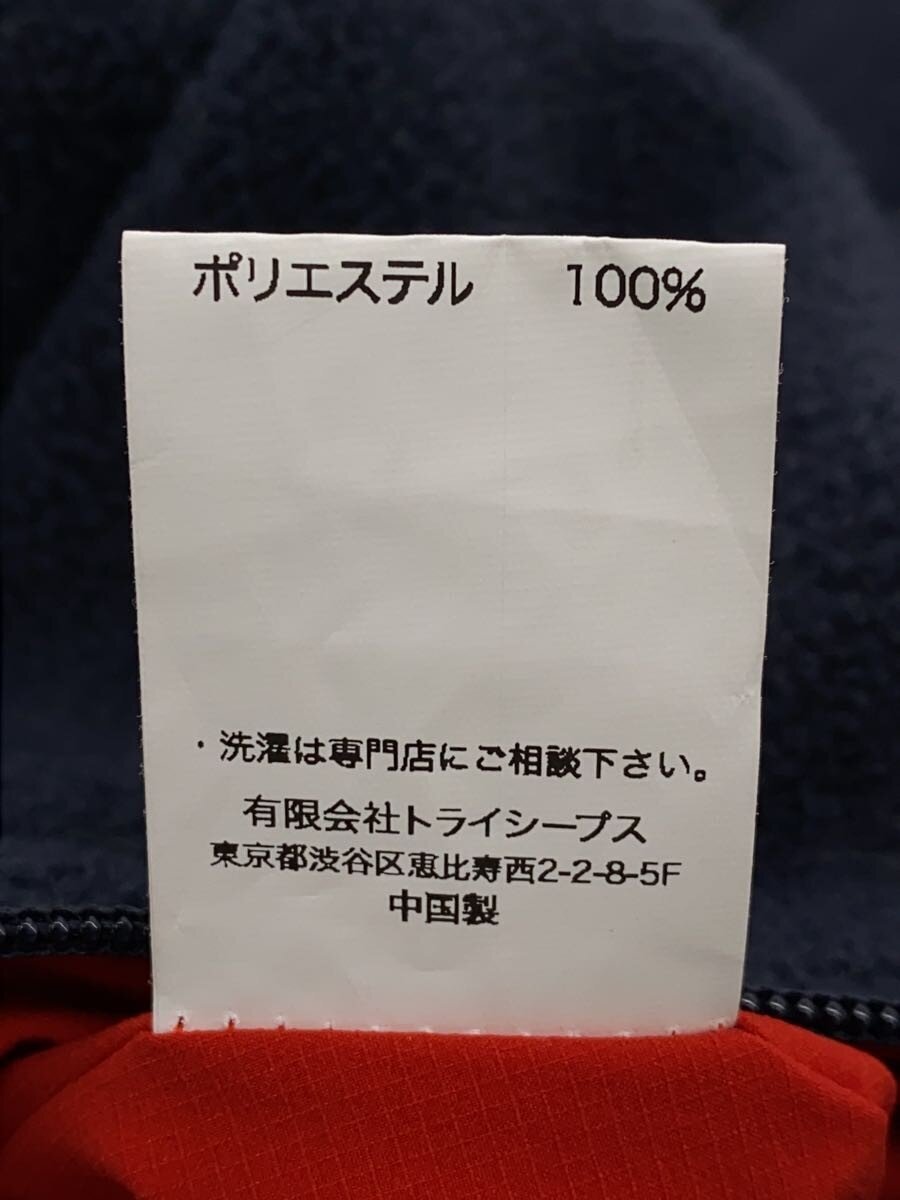 ポリエステル 100%
・洗濯は専門店にご相談下さい。
有限会社トライシープス
東京都渋谷区恵比寿西2-2-8-5F
中国製